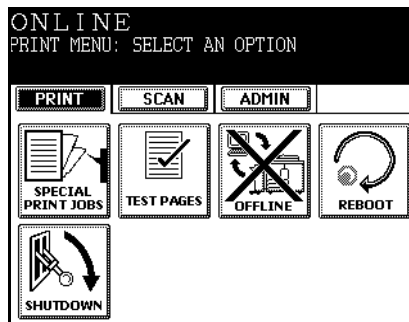 ONLINE
PRINT MENU: SELECT AN OPTION
PRINT SCAN ADMIN
SPECIAL
PRINT JOBS
TEST PAGES
OFFLINE
REBOOT
SHUTDOWN